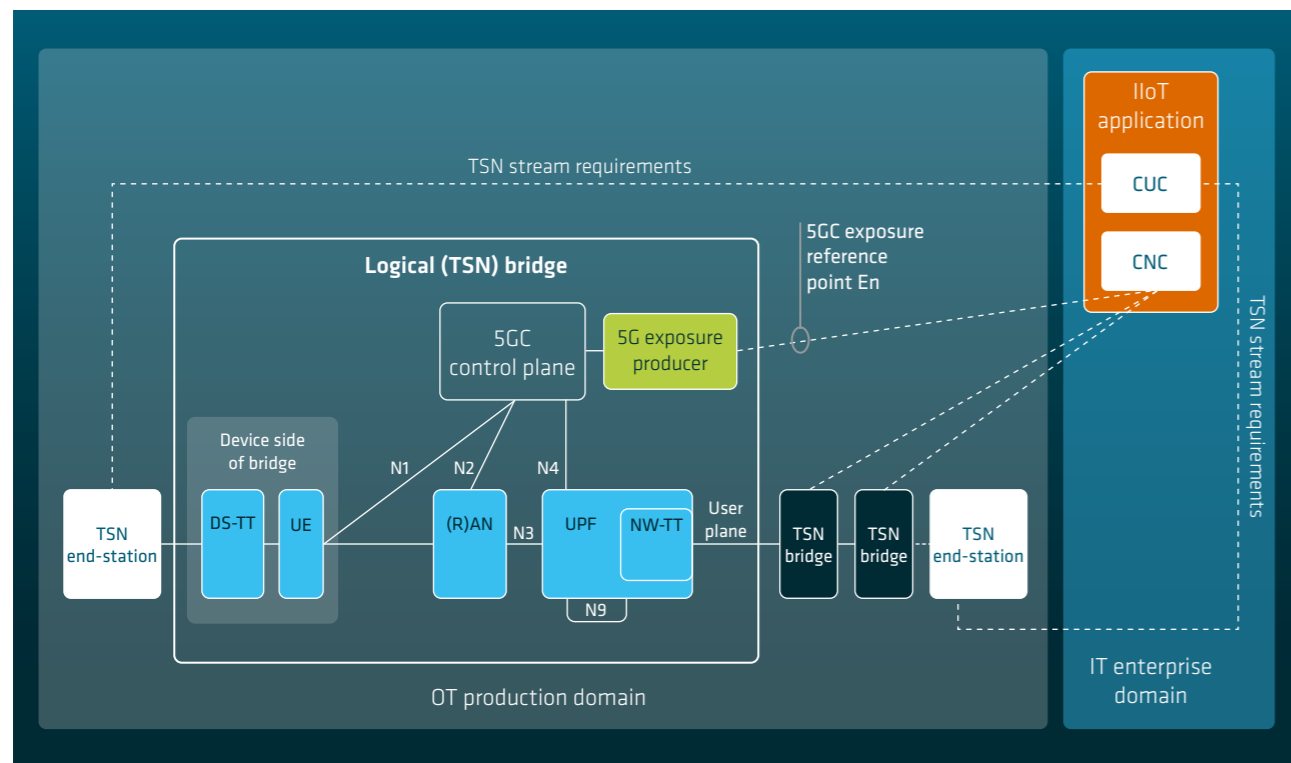 IIoT
application
CUC
CNC
TSN stream requirements
5GC exposure
reference
point En
Logical (TSN) bridge
5GC
control plane
5G exposure
producer
TSN stream requirements
Device side
of bridge
N1
N2
N4
TSN
end-station
DS-TT
UE
(R)AN
N3
UPF
NW-TT
User
plane
TSN
bridge
TSN
bridge
TSN
end-station
N9
OT production domain
IT enterprise
domain